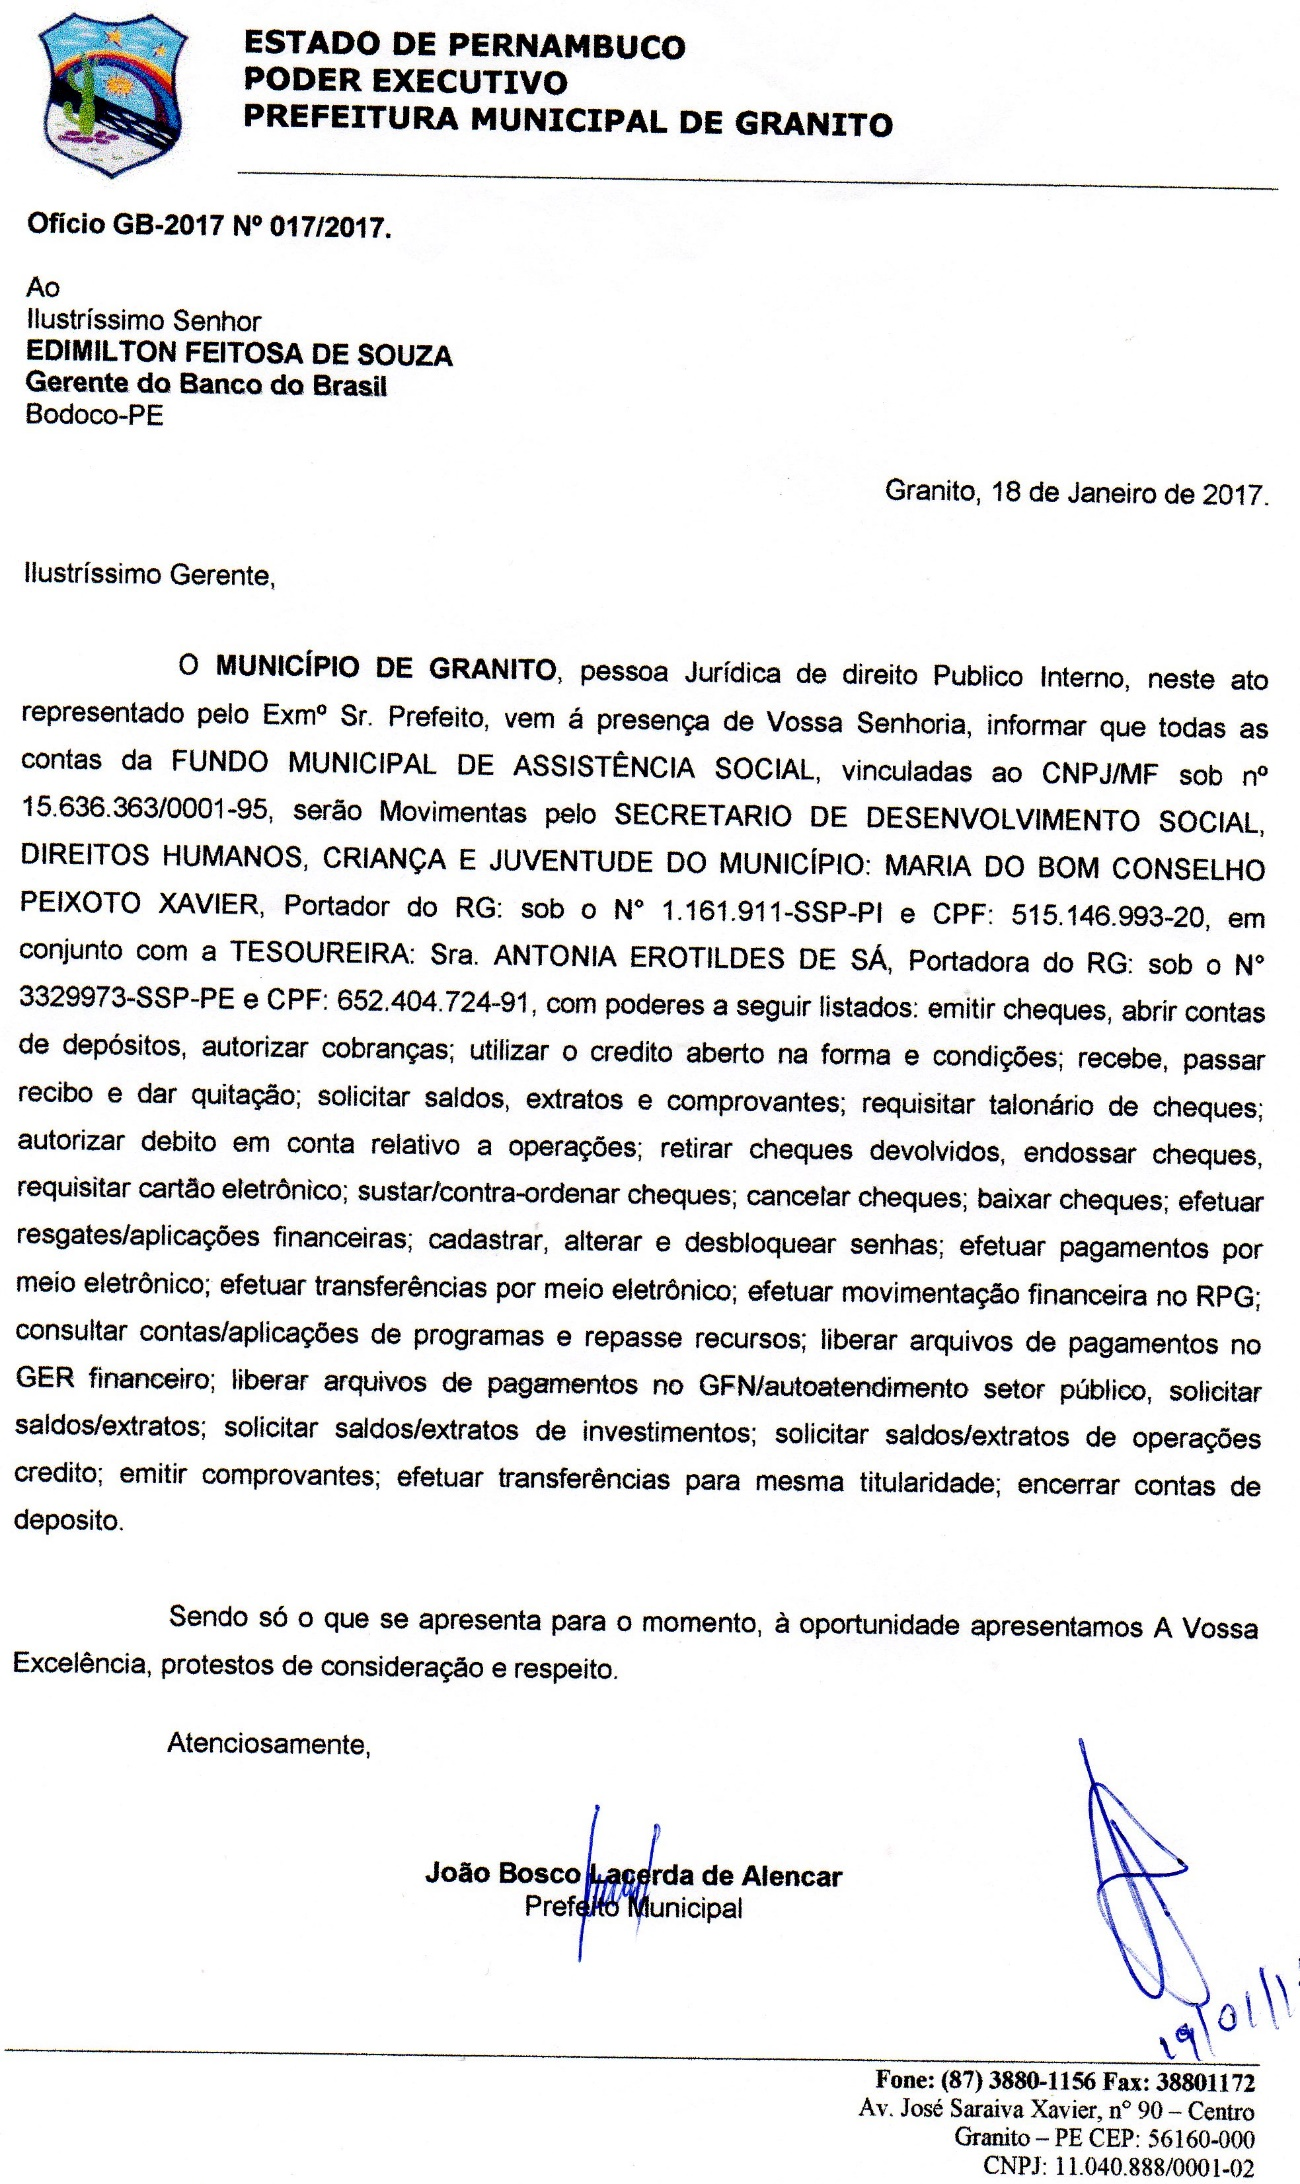 ESTADO DE PERNAMBUCO
PODER EXECUTIVO
PREFEITURA MUNICIPAL DE GRANITO
Ofício GB-2017 Nº 017/2017.
Ao
Ilustríssimo Senhor
EDIMILTON FEITOSA DE SOUZA
Gerente do Banco do Brasil
Bodoco-PE
Granito, 18 de Janeiro de 2017.
Ilustríssimo Gerente,
O MUNICÍPIO DE GRANITO, pessoa Jurídica de direito Publico Interno, neste ato
representado pelo Exmº Sr. Prefeito, vem á presença de Vossa Senhoria, informar que todas as
contas da FUNDO MUNICIPAL DE ASSISTÊNCIA SOCIAL, vinculadas ao CNPJ/MF sob nº
15.636.363/0001-95, serão Movimentas pelo SECRETARIO DE DESENVOLVIMENTO SOCIAL,
DIREITOS HUMANOS, CRIANÇA E JUVENTUDE DO MUNICÍPIO: MARIA DO BOM CONSELHO
PEIXOTO XAVIER, Portador do RG: sob o N° 1.161.911-SSP-PI e CPF: 515.146.993-20, em
conjunto com a TESOUREIRA: Sra. ANTONIA EROTILDES DE SÁ, Portadora do RG: sob o N°
3329973-SSP-PE e CPF: 652.404.724-91, com poderes a seguir listados: emitir cheques, abrir contas
de depósitos, autorizar cobranças; utilizar o credito aberto na forma e condições; recebe, passar
recibo e dar quitação; solicitar saldos, extratos e comprovantes; requisitar talonário de cheques;
autorizar debito em conta relativo a operações; retirar cheques devolvidos, endossar cheques,
requisitar cartão eletrônico; sustar/contra-ordenar cheques; cancelar cheques; baixar cheques; efetuar
resgates/aplicações financeiras; cadastrar, alterar e desbloquear senhas; efetuar pagamentos por
meio eletrônico; efetuar transferências por meio eletrônico; efetuar movimentação financeira no RPG;
consultar contas/aplicações de programas e repasse recursos; liberar arquivos de pagamentos no
GER financeiro; liberar arquivos de pagamentos no GFN/autoatendimento setor público, solicitar
saldos/extratos; solicitar saldos/extratos de investimentos; solicitar saldos/extratos de operações
credito; emitir comprovantes; efetuar transferências para mesma titularidade; encerrar contas de
deposito.
Sendo só o que se apresenta para o momento, à oportunidade apresentamos A Vossa
Excelência, protestos de consideração e respeito.
Atenciosamente,
João Bosco Lacerda de Alencar
Prefeito Municipal
19/01/1
Fone: (87) 3880-1156 Fax: 38801172
Av. José Saraiva Xavier, n° 90 – Centro
Granito – PE CEP: 56160-000
CNPJ: 11.040.888/0001-02